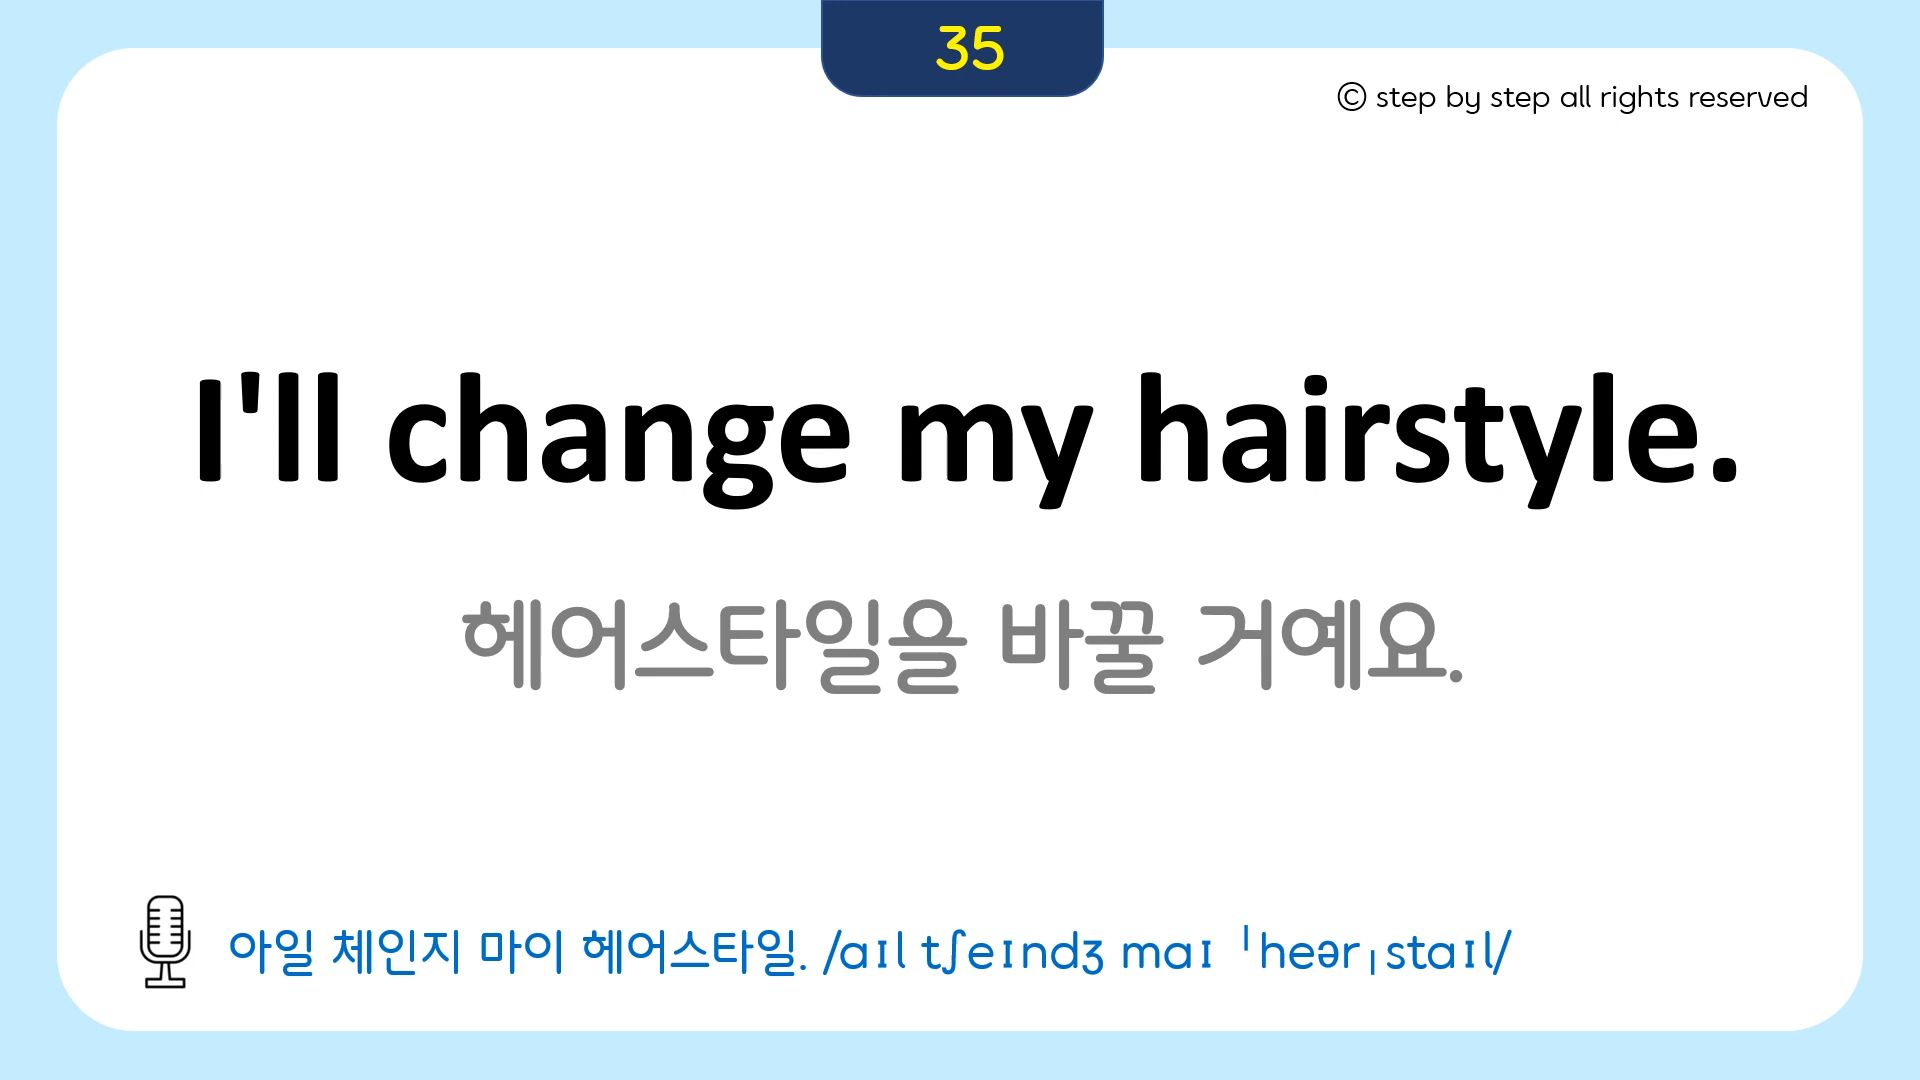 35
© step by step all rights reserved
I'll change my hairstyle.
헤어스타일을 바꿀 거예요.
아일 체인지 마이 헤어스타일. /aɪl tʃeɪndʒ maɪ ˈheərˌstaɪl/